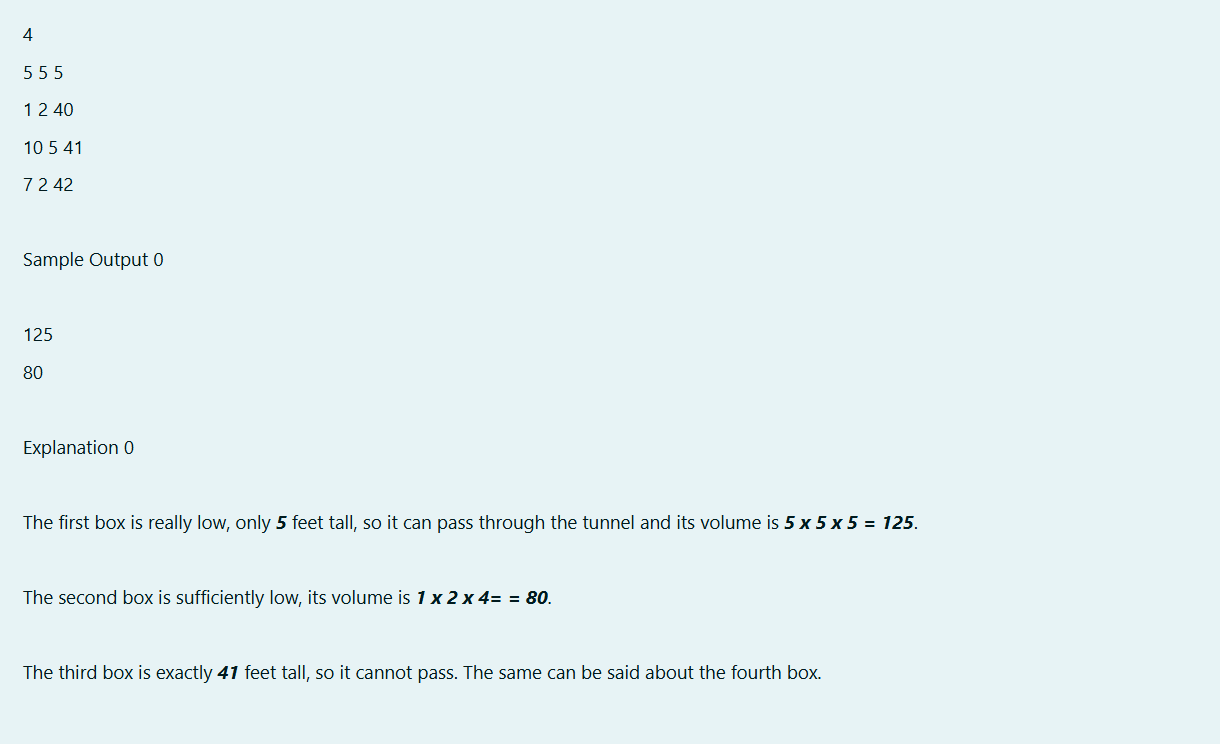 4
5 5 5
1 2 40
10 5 41
7 2 42
Sample Output 0
125
80
Explanation 0
The first box is really low, only 5 feet tall, so it can pass through the tunnel and its volume is 5 x 5 x 5 = 125.
The second box is sufficiently low, its volume is 1 x 2 x 4= = 80.
The third box is exactly 41 feet tall, so it cannot pass. The same can be said about the fourth box.